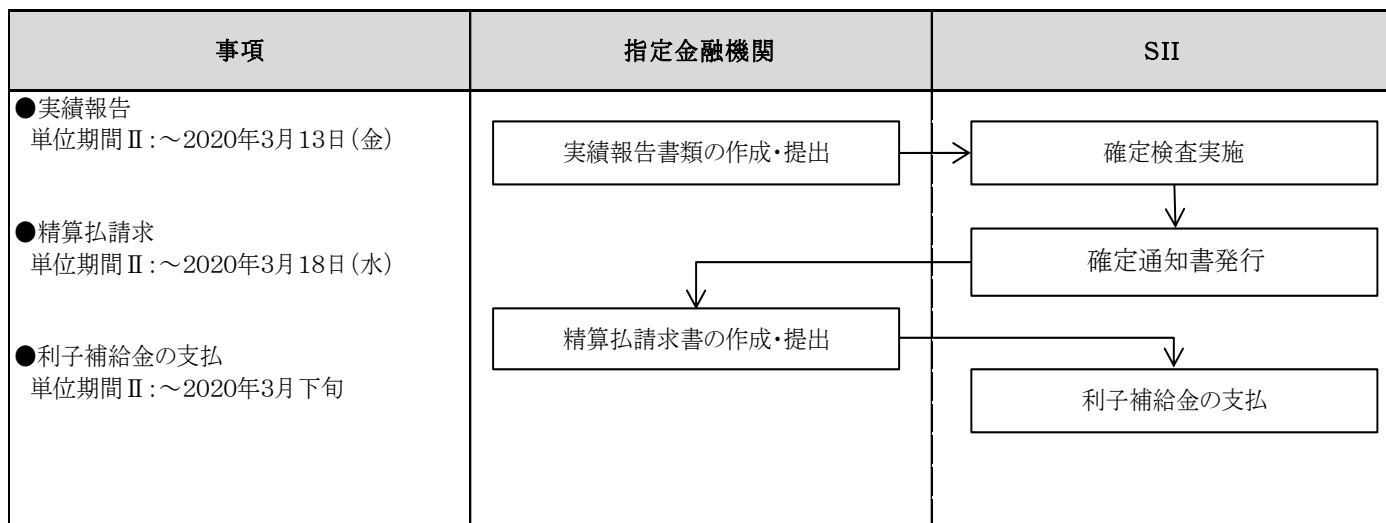 事項
指定金融機関
SII
●実績報告
単位期間Ⅱ:~2020年3月13日(金)
実績報告書類の作成・提出
確定検査実施
●精算払請求
単位期間Ⅱ:~2020年3月18日(水)
確定通知書発行
精算払請求書の作成・提出
●利子補給金の支払
単位期間Ⅱ:~2020年3月下旬
利子補給金の支払